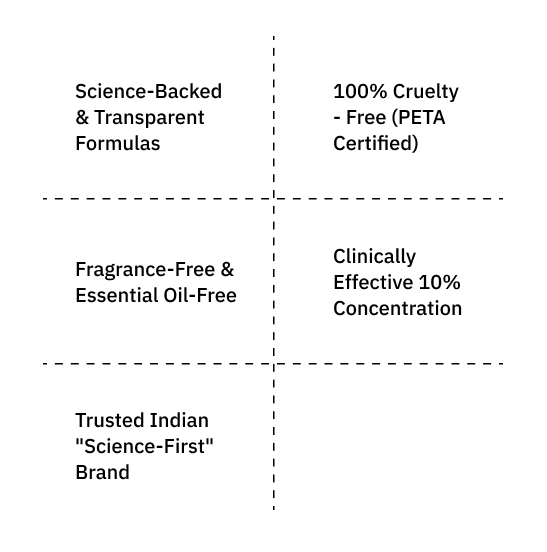 Science-Backed
& Transparent
Formulas
100% Cruelty
- Free (PETA
Certified)
Fragrance-Free &
Essential Oil-Free
Clinically
Effective 10%
Concentration
Trusted Indian
"Science-First"
Brand